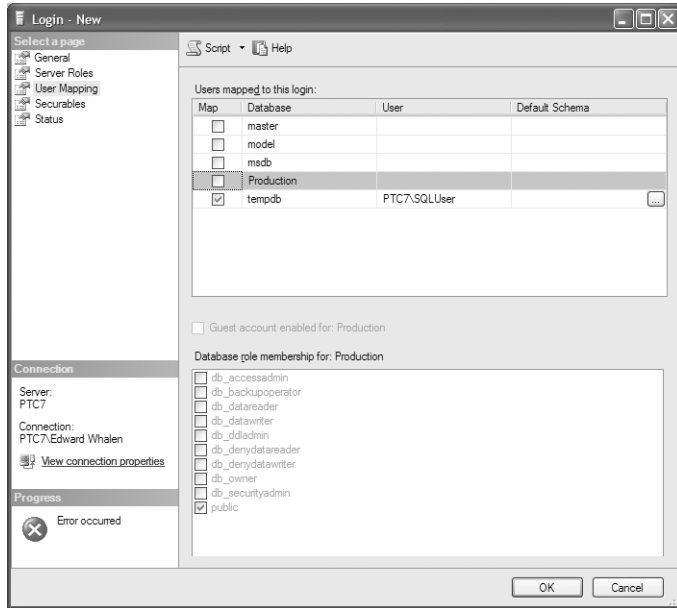 Login - New
Select a page
General
Server Roles
User Mapping
Securables
Status
Script Help
Users mapped to this login:
Map Database User Default Schema
master
model
msdb
Production
tempdb PTC7\SQLUser ...
Guest account enabled for: Production
Database role membership for: Production
db_accessadmin
db_backupoperator
db_datareader
db_datawriter
db_ddladmin
db_denydatareader
db_denydatawriter
db_owner
db_securityadmin
public
Connection
Server:
PTC7
Connection:
PTC7\Edward Whalen
View connection properties
Progress
Error occurred
OK Cancel